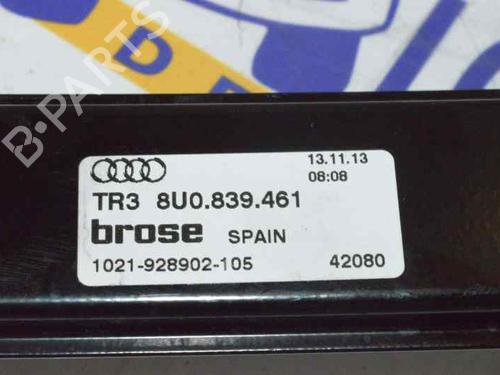 B-PARTS
13.11.13
08:08
TR3 8U0.839.461
brose SPAIN
1021-928902-105 42080